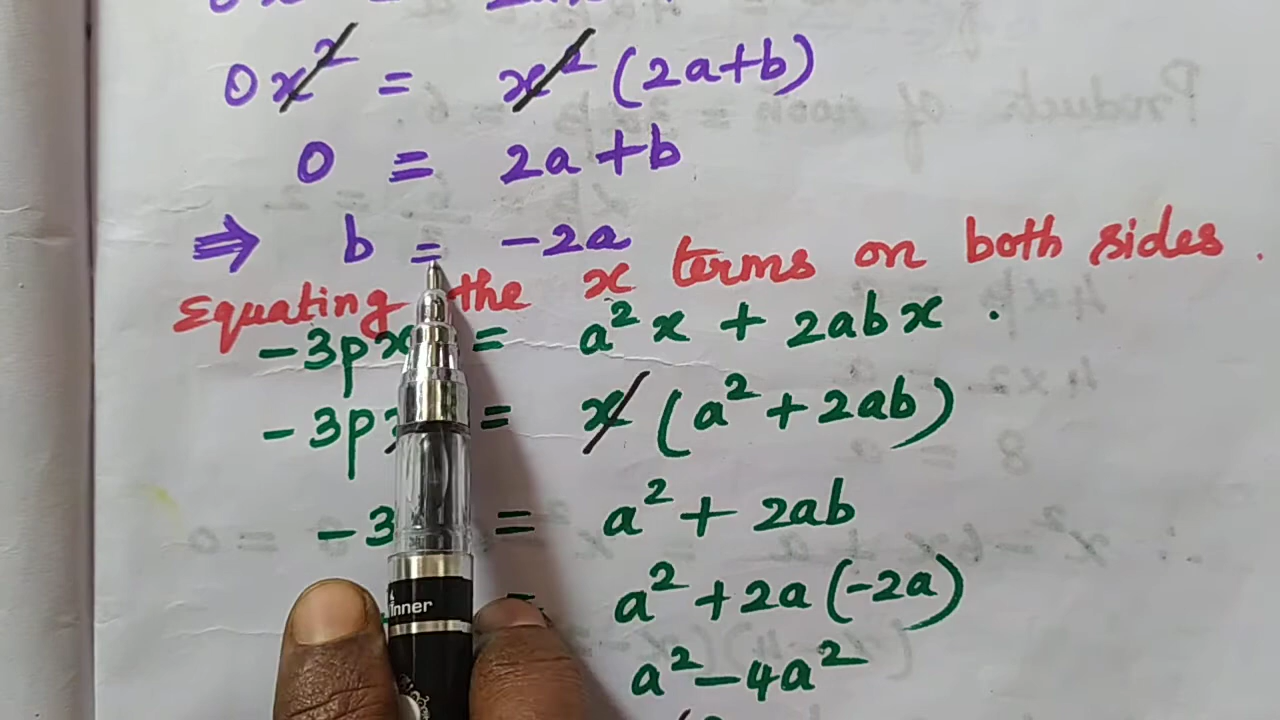 0x² = x² (2a+b)
0 = 2a+b
⇒ b = -2a
Equating the x terms on both sides.
-3px = a²x + 2abx.
-3p = x (a² + 2ab)
-3 = a² + 2ab
= a² + 2a (-2a)
a² - 4a²
inner